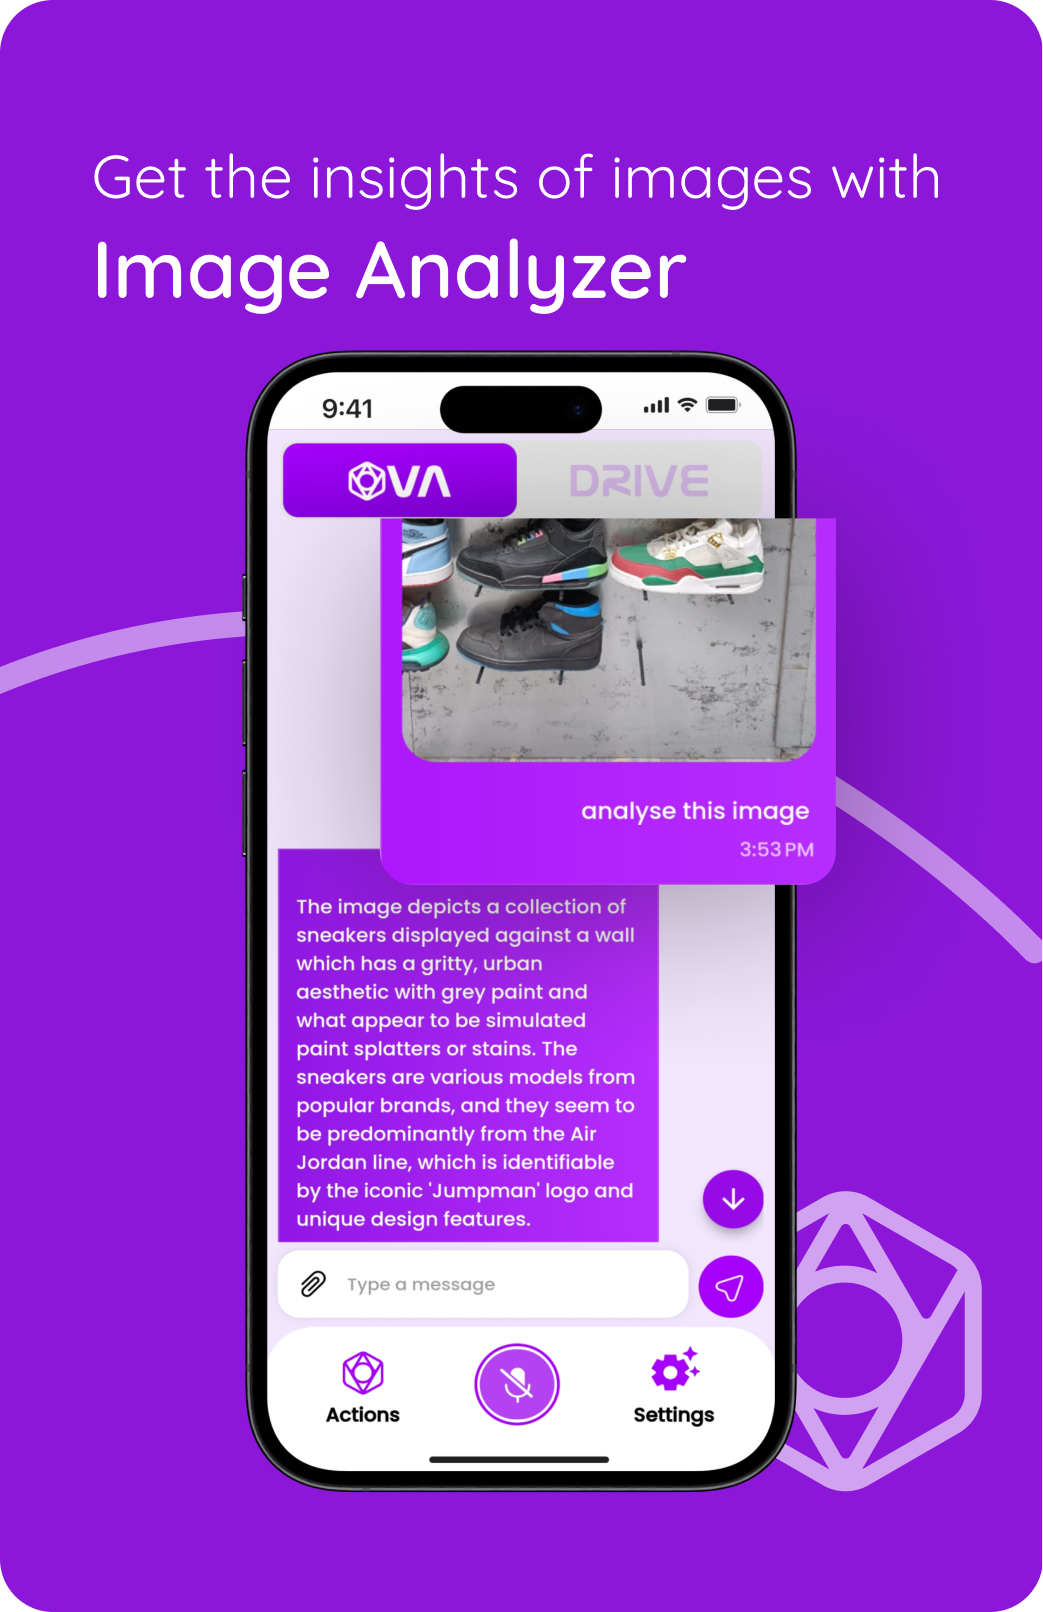 Get the insights of images with
Image Analyzer
9:41
OVA
DRIVE
analyse this image
3:53 PM
The image depicts a collection of
sneakers displayed against a wall
which has a gritty, urban
aesthetic with grey paint and
what appear to be simulated
paint splatters or stains. The
sneakers are various models from
popular brands, and they seem to
be predominantly from the Air
Jordan line, which is identifiable
by the iconic 'Jumpman' logo and
unique design features.
Type a message
Actions
Settings